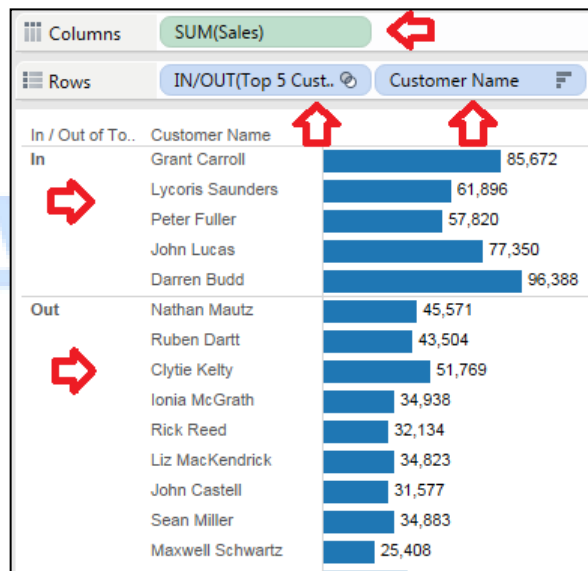 Columns SUM(Sales)
Rows IN/OUT(Top 5 Cust.. Customer Name
In / Out of To.. Customer Name
In Grant Carroll 85,672
Lycoris Saunders 61,896
Peter Fuller 57,820
John Lucas 77,350
Darren Budd 96,388
Out Nathan Mautz 45,571
Ruben Dartt 43,504
Clytie Kelty 51,769
Ionia McGrath 34,938
Rick Reed 32,134
Liz MacKendrick 34,823
John Castell 31,577
Sean Miller 34,883
Maxwell Schwartz 25,408